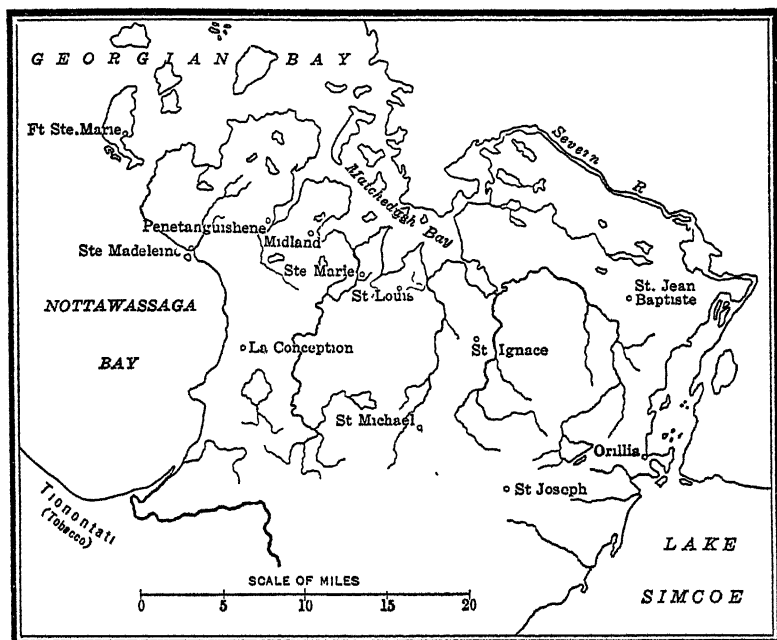 GEORGIAN BAY
Ft Ste. Marie
Severn R
Matchedash Bay
Penetanguishene
Midland
Ste Madeleine
Ste Marie
St Louis
St. Jean
Baptiste
NOTTAWASSAGA
BAY
La Conception
St Ignace
St Michael
Orillia
St Joseph
Tionontati
(Tobacco)
LAKE
SIMCOE
SCALE OF MILES
0 5 10 15 20